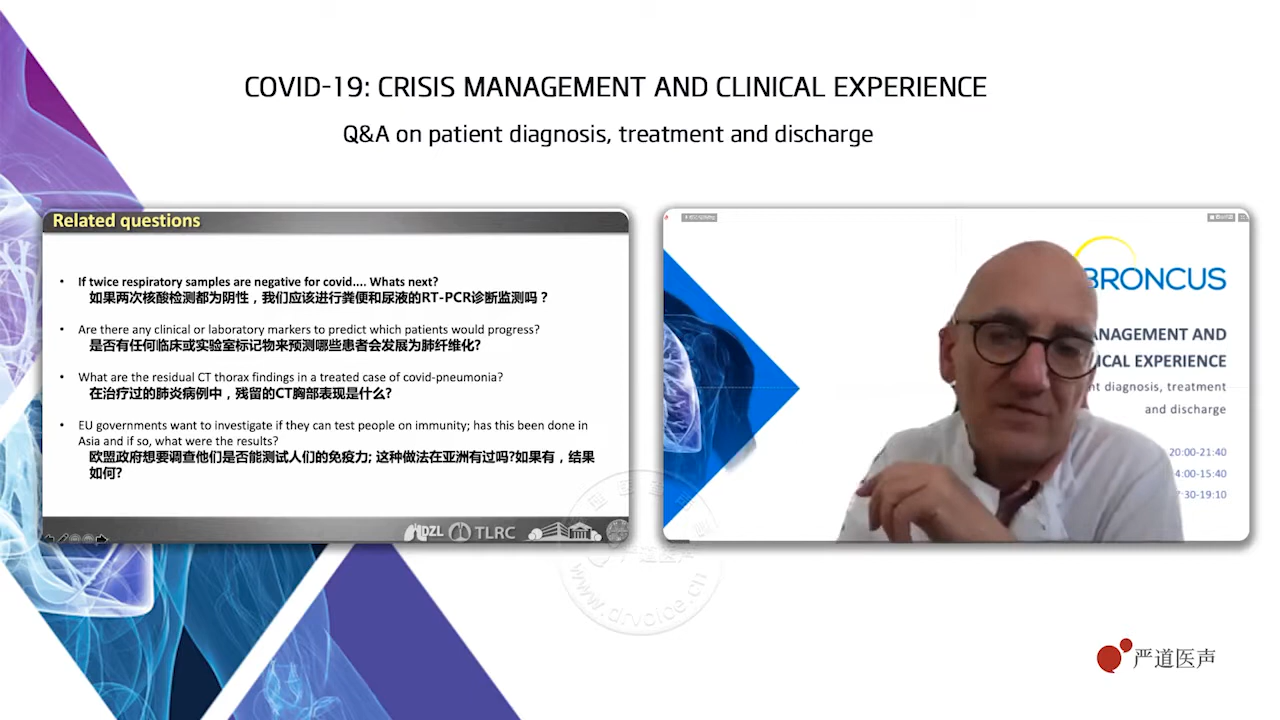 COVID-19: CRISIS MANAGEMENT AND CLINICAL EXPERIENCE
Q&A on patient diagnosis, treatment and discharge
Related questions
• If twice respiratory samples are negative for covid.... Whats next?
如果两次核酸检测都为阴性，我们应该进行粪便和尿液的RT-PCR诊断监测吗？
• Are there any clinical or laboratory markers to predict which patients would progress?
是否有任何临床或实验室标记物来预测哪些患者会发展为肺纤维化?
• What are the residual CT thorax findings in a treated case of covid-pneumonia?
在治疗过的肺炎病例中，残留的CT胸部表现是什么?
• EU governments want to investigate if they can test people on immunity; has this been done in
Asia and if so, what were the results?
欧盟政府想要调查他们是否能测试人们的免疫力; 这种做法在亚洲有过吗?如果有，结果
如何?
DZL TLRC
BRONCUS
ANAGEMENT AND
ICAL EXPERIENCE
nt diagnosis, treatment
and discharge
20:00-21:40
4:00-15:40
7:30-19:10
严道医声
www.drvoice.cn
严道医声